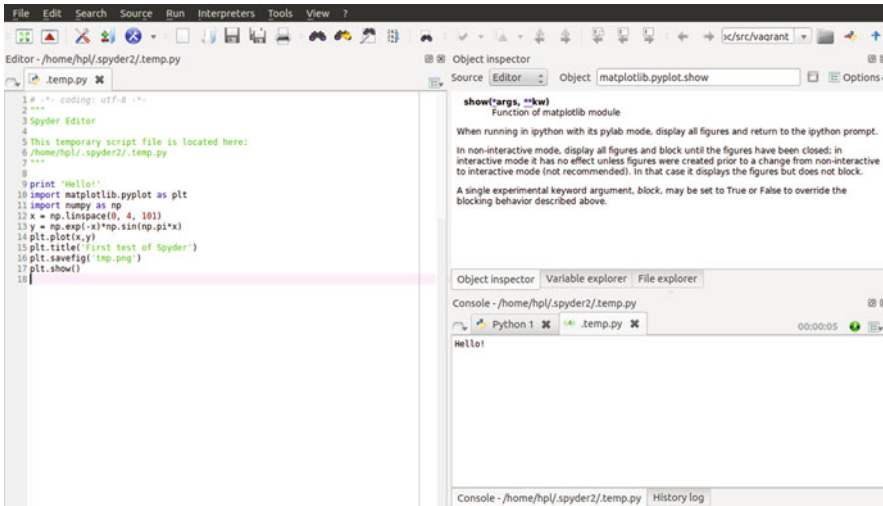 File Edit Search Source Run Interpreters Tools View ?
c/src/vagrant
Editor - /home/hpl/.spyder2/.temp.py
.temp.py
1 # -*- coding: utf-8 -*-
2 """
3 Spyder Editor
4
5 This temporary script file is located here:
6 /home/hpl/.spyder2/.temp.py
7 """
8
9 print 'Hello!'
10 import matplotlib.pyplot as plt
11 import numpy as np
12 x = np.linspace(0, 4, 101)
13 y = np.exp(-x)*np.sin(np.pi*x)
14 plt.plot(x,y)
15 plt.title('First test of Spyder')
16 plt.savefig('tmp.png')
17 plt.show()
18
Object inspector
Source Editor Object matplotlib.pyplot.show Options
show(*args, **kw)
Function of matplotlib module
When running in ipython with its pylab mode, display all figures and return to the ipython prompt.
In non-interactive mode, display all figures and block until the figures have been closed; in
interactive mode it has no effect unless figures were created prior to a change from non-interactive
to interactive mode (not recommended). In that case it displays the figures but does not block.
A single experimental keyword argument, block, may be set to True or False to override the
blocking behavior described above.
Object inspector Variable explorer File explorer
Console - /home/hpl/.spyder2/.temp.py
Python 1 .temp.py 00:00:05
Hello!
Console - /home/hpl/.spyder2/.temp.py History log